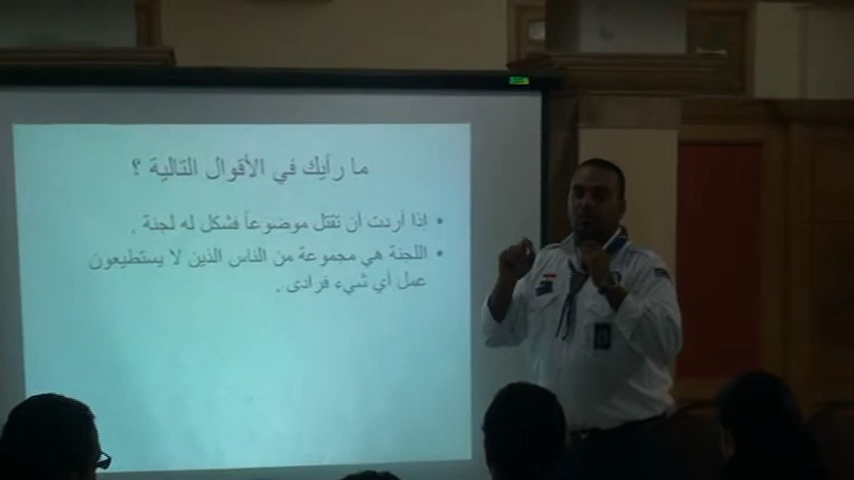 ما رأيك في الأقوال التالية ؟
• إذا أردت أن تقتل موضوعاً فشكل له لجنة .
• اللجنة هي مجموعة من الناس الذين لا يستطيعون
عمل أي شيء فرادى .